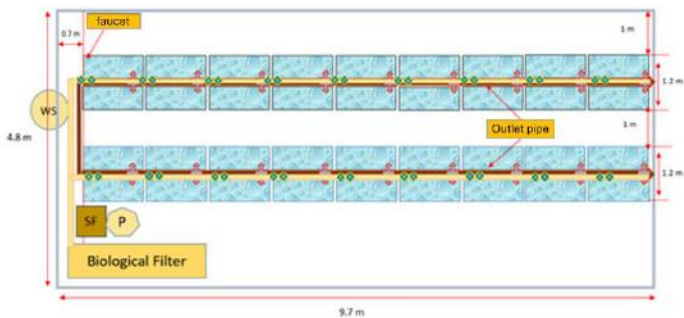 faucet
0.7 m
1 m
1.2 m
WS
4.8 m
Outlet pipe
1 m
1.2 m
SF
P
Biological Filter
9.7 m